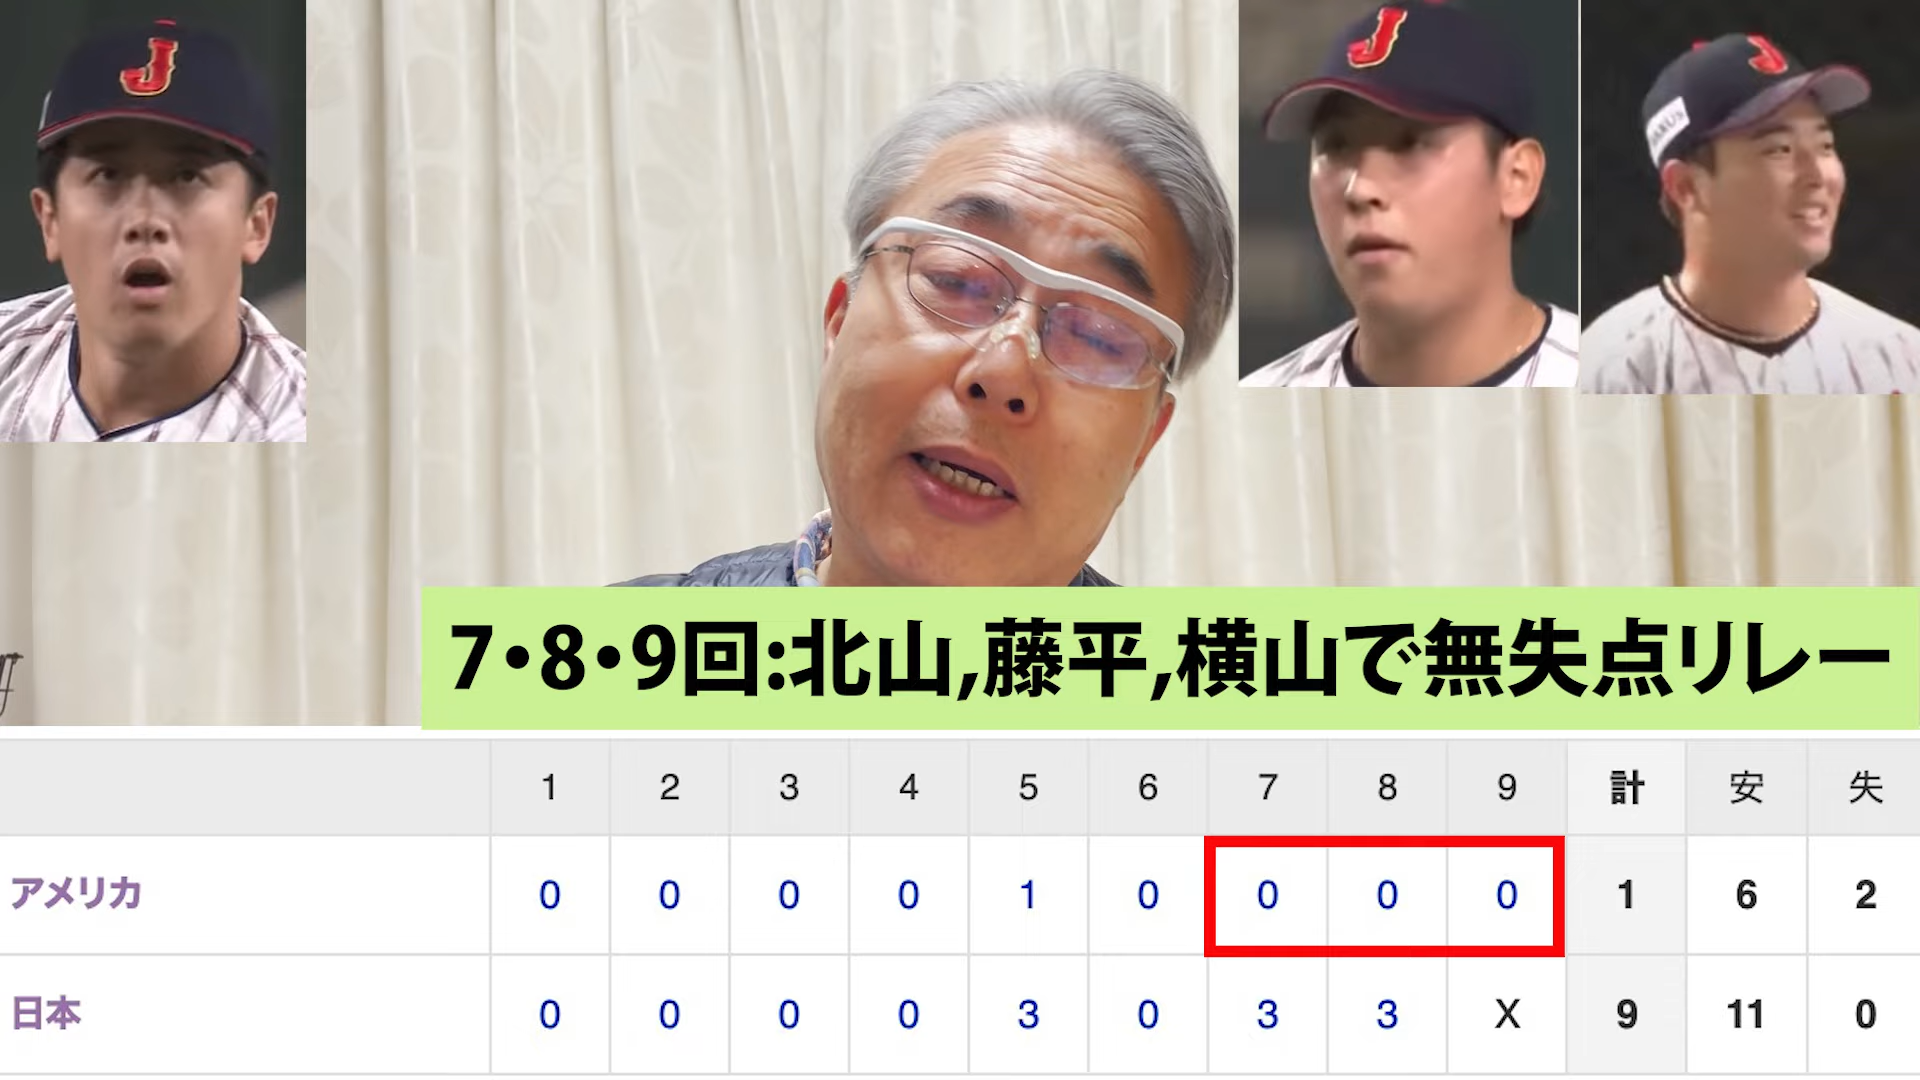 J
J
J
7・8・9回:北山,藤平,横山で無失点リレー
1 2 3 4 5 6 7 8 9 計 安 失
アメリカ 0 0 0 0 1 0 0 0 0 1 6 2
日本 0 0 0 0 3 0 3 3 X 9 11 0